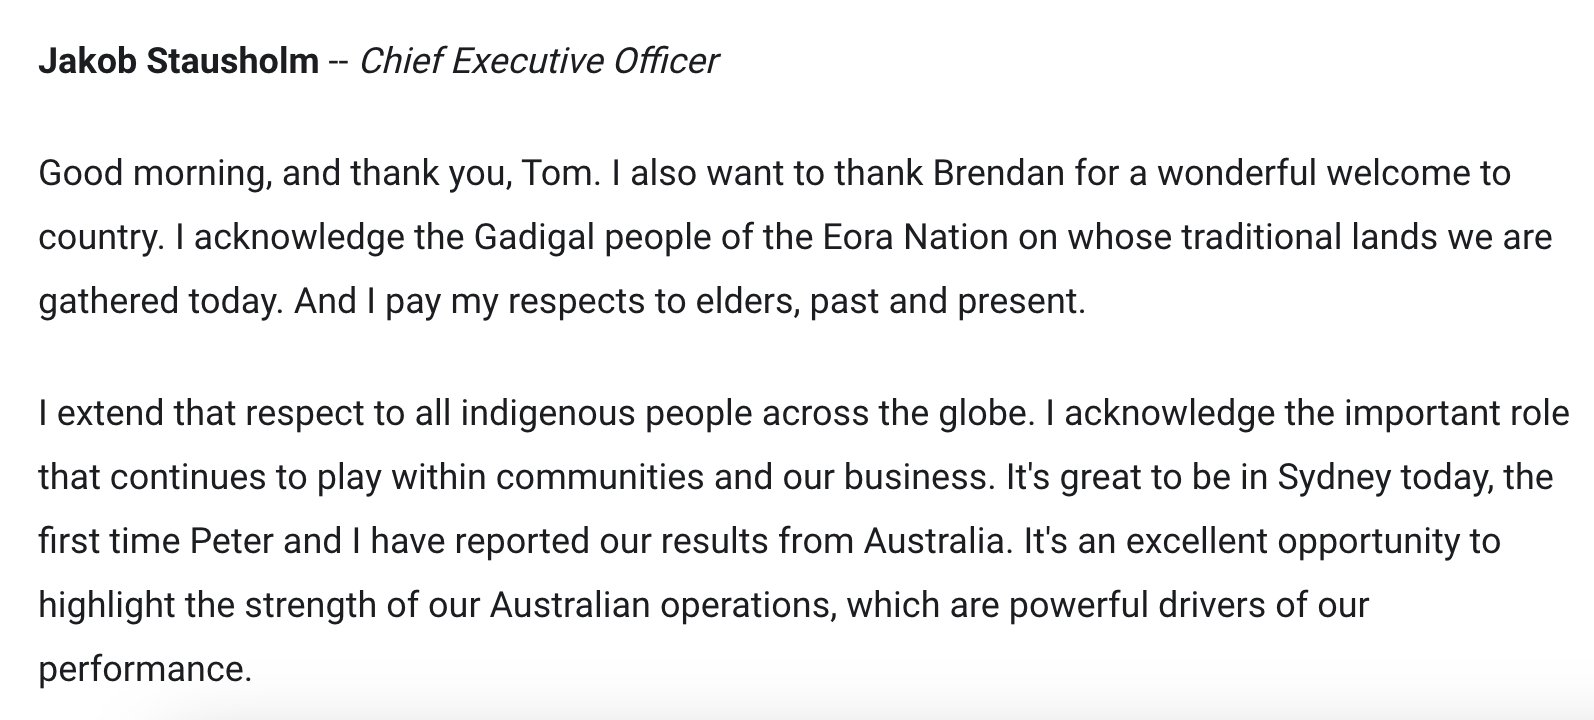 Jakob Stausholm -- Chief Executive Officer
Good morning, and thank you, Tom. I also want to thank Brendan for a wonderful welcome to
country. I acknowledge the Gadigal people of the Eora Nation on whose traditional lands we are
gathered today. And I pay my respects to elders, past and present.
I extend that respect to all indigenous people across the globe. I acknowledge the important role
that continues to play within communities and our business. It's great to be in Sydney today, the
first time Peter and I have reported our results from Australia. It's an excellent opportunity to
highlight the strength of our Australian operations, which are powerful drivers of our
performance.